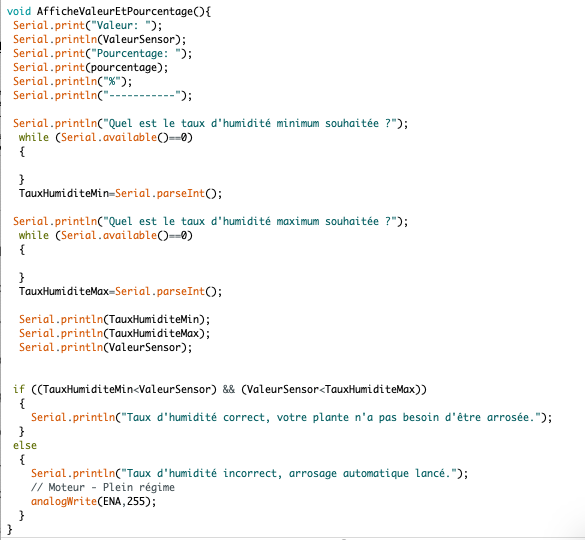 void AfficheValeurEtPourcentage(){
Serial.print("Valeur: ");
Serial.println(ValeurSensor);
Serial.print("Pourcentage: ");
Serial.print(pourcentage);
Serial.println("%");
Serial.println("-----------");
Serial.println("Quel est le taux d'humidité minimum souhaitée ?");
while (Serial.available()==0)
{
}
TauxHumiditeMin=Serial.parseInt();
Serial.println("Quel est le taux d'humidité maximum souhaitée ?");
while (Serial.available()==0)
{
}
TauxHumiditeMax=Serial.parseInt();
Serial.println(TauxHumiditeMin);
Serial.println(TauxHumiditeMax);
Serial.println(ValeurSensor);
if ((TauxHumiditeMin<ValeurSensor) && (ValeurSensor<TauxHumiditeMax))
{
Serial.println("Taux d'humidité correct, votre plante n'a pas besoin d'être arrosée.");
}
else
{
Serial.println("Taux d'humidité incorrect, arrosage automatique lancé.");
// Moteur - Plein régime
analogWrite(ENA,255);
}
}